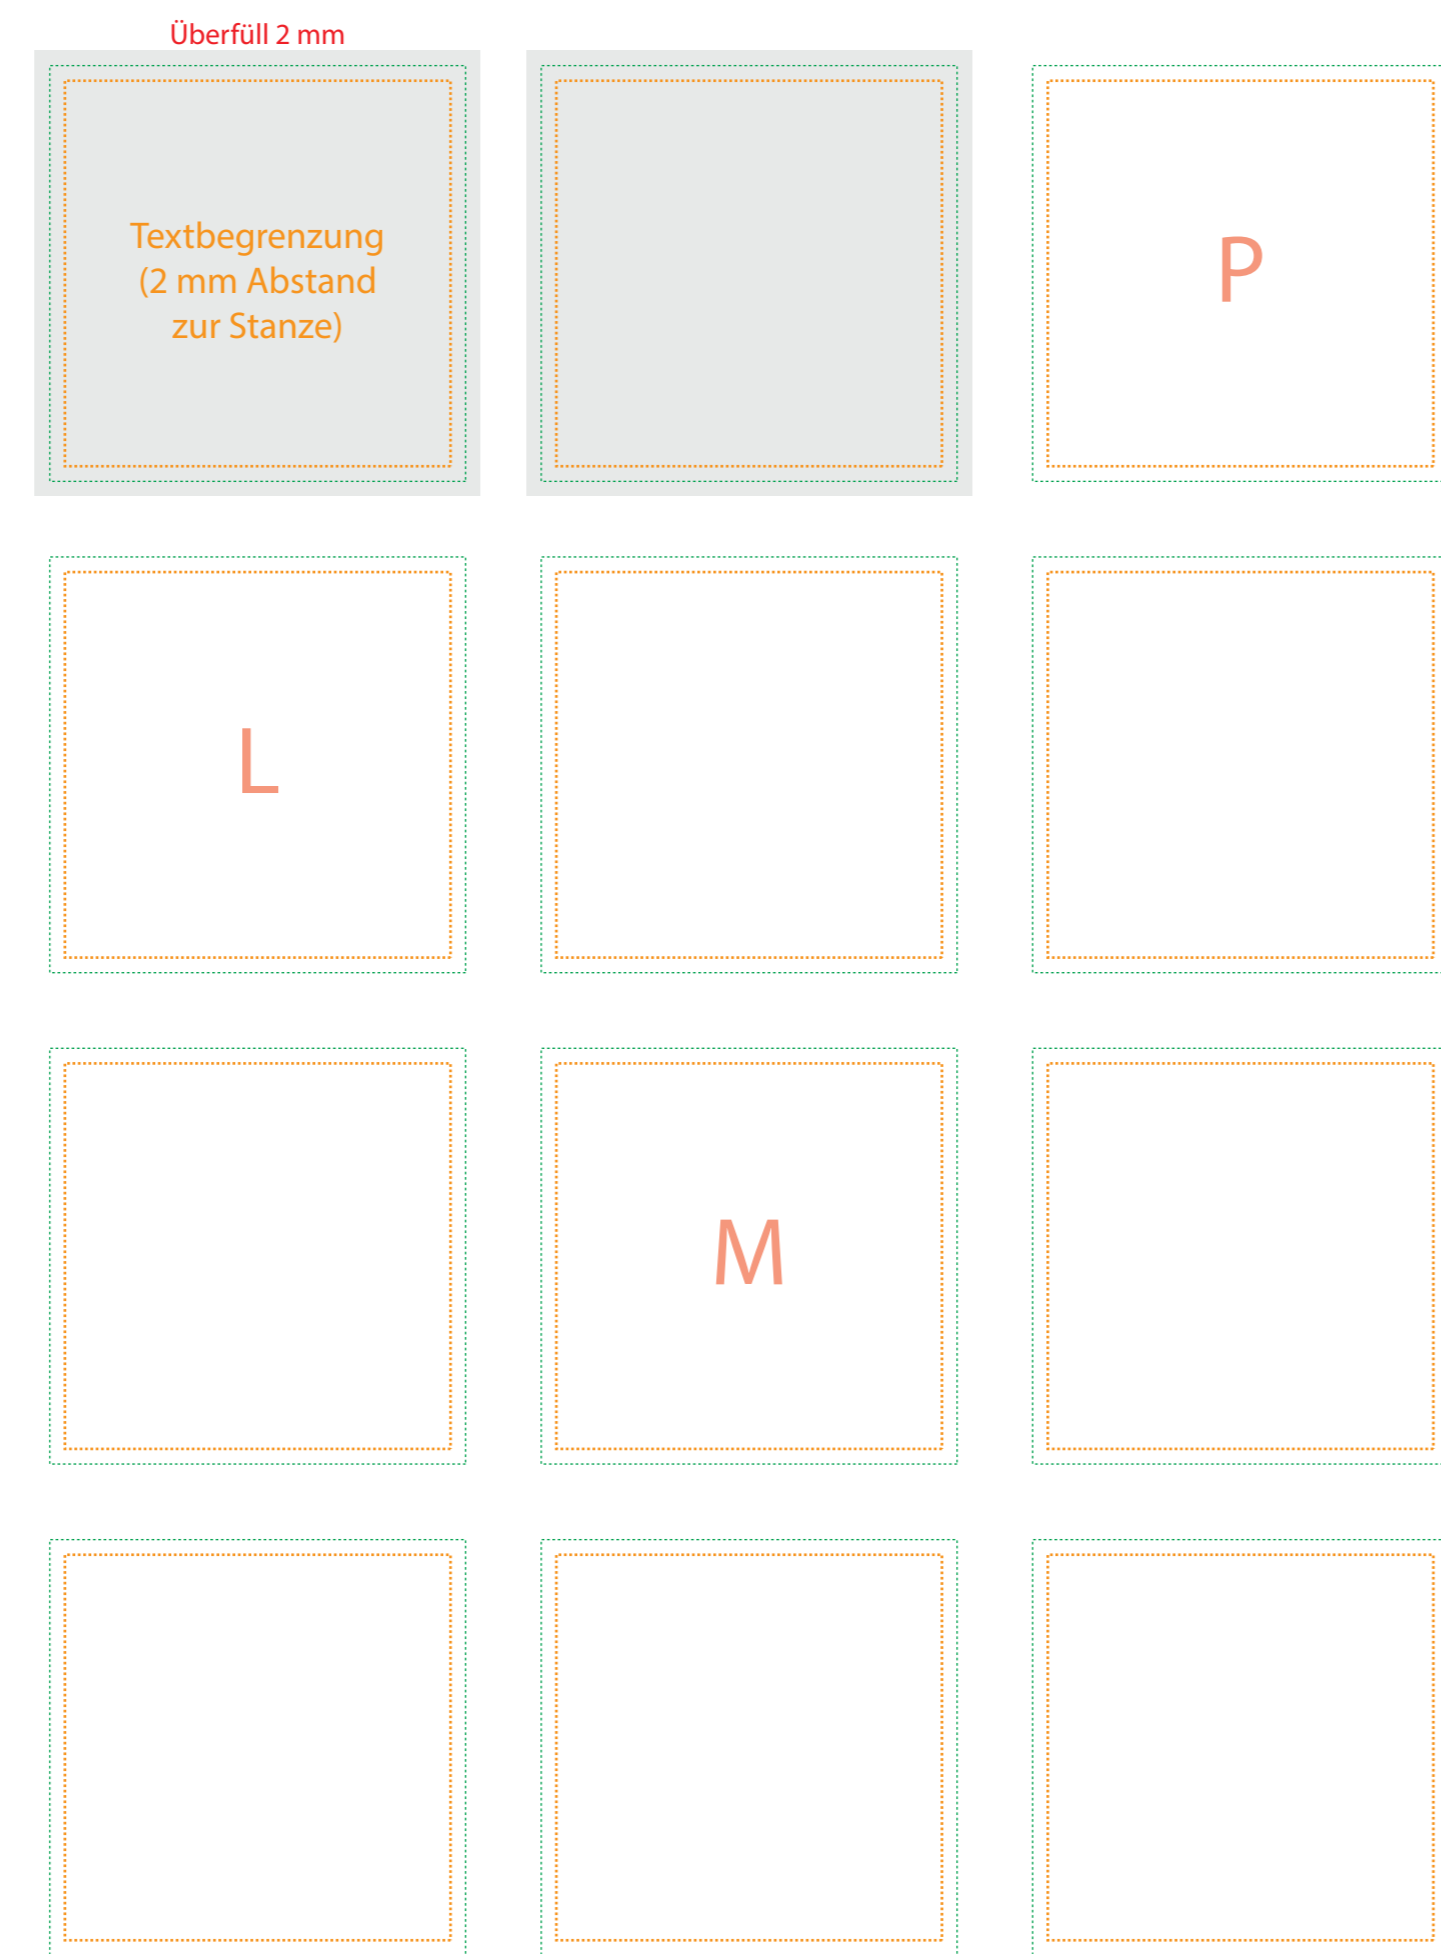 Überfüll 2 mm
Textbegrenzung
(2 mm Abstand
zur Stanze)
P
L
M